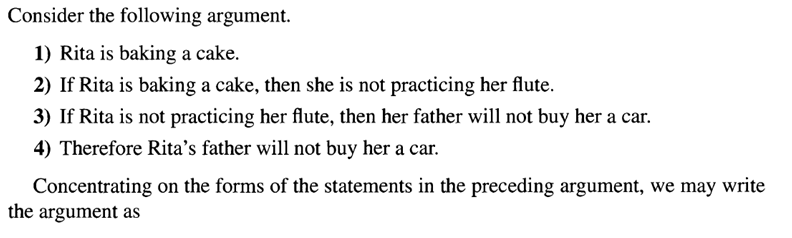 Consider the following argument.
1) Rita is baking a cake.
2) If Rita is baking a cake, then she is not practicing her flute.
3) If Rita is not practicing her flute, then her father will not buy her a car.
4) Therefore Rita's father will not buy her a car.
Concentrating on the forms of the statements in the preceding argument, we may write
the argument as